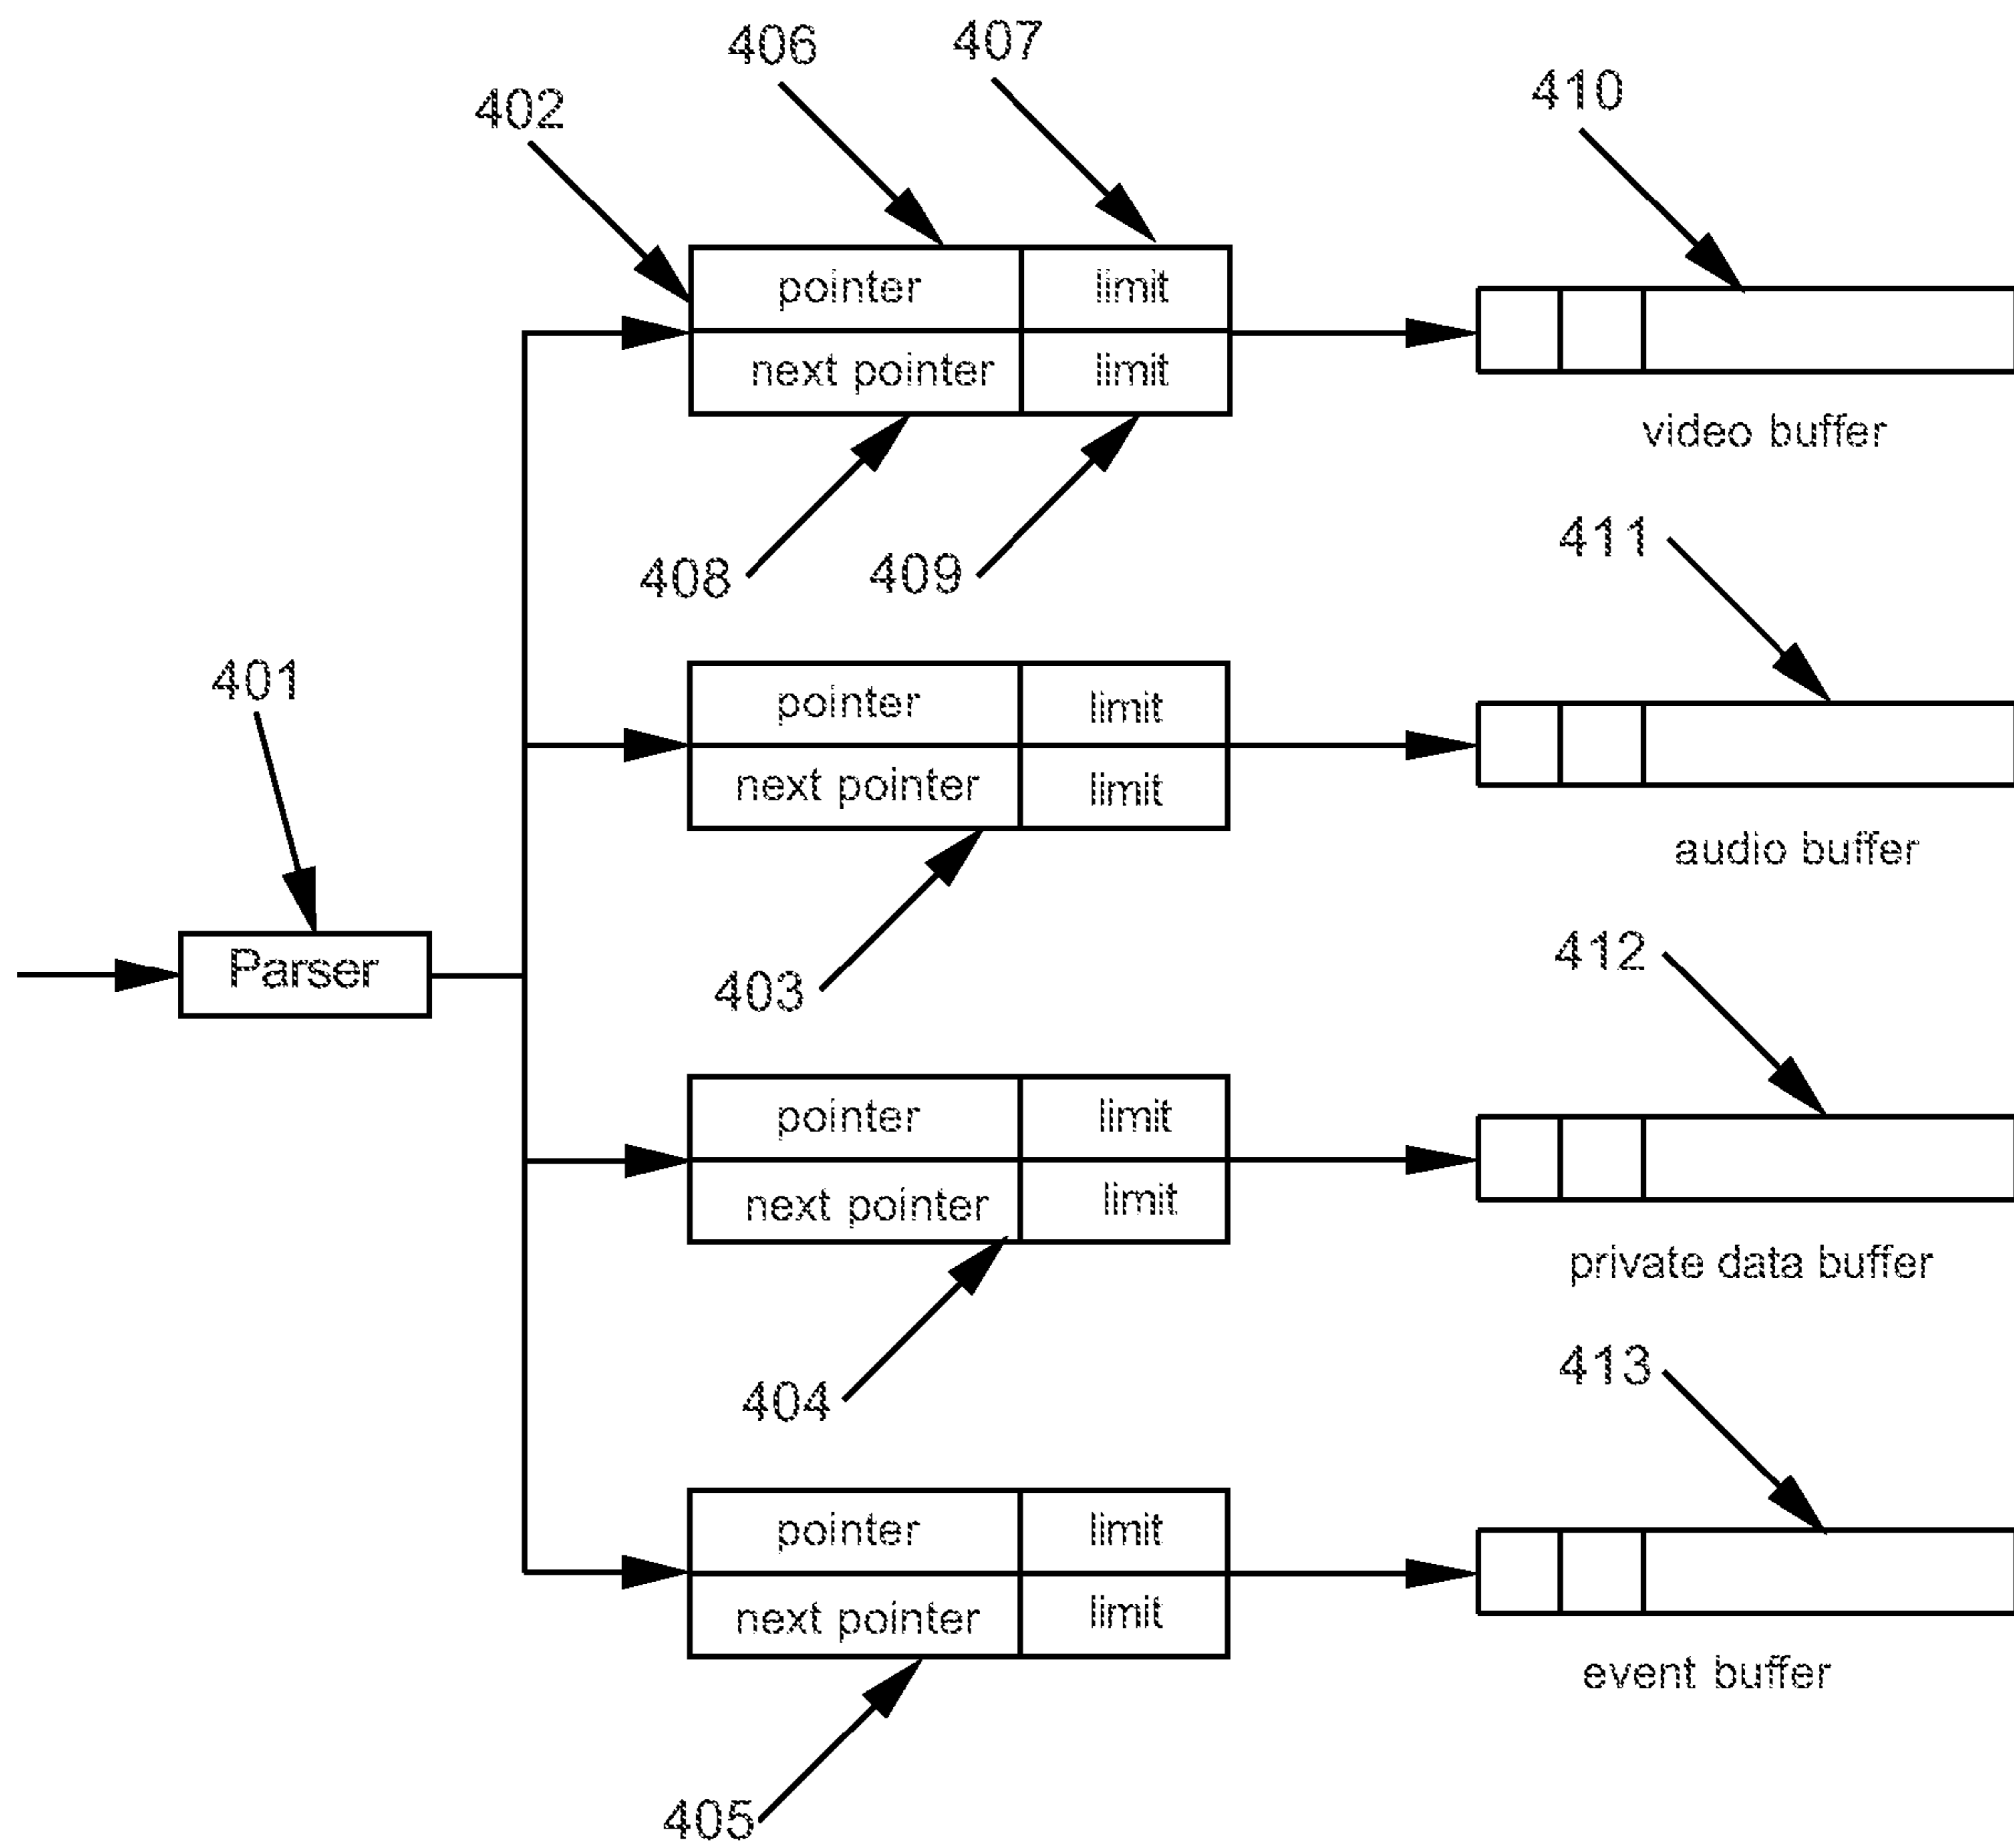 406
407
402
410
pointer limit
next pointer limit
video buffer
408
409
411
401
pointer limit
next pointer limit
audio buffer
Parser
403
412
pointer limit
next pointer limit
private data buffer
404
413
pointer limit
next pointer limit
event buffer
405